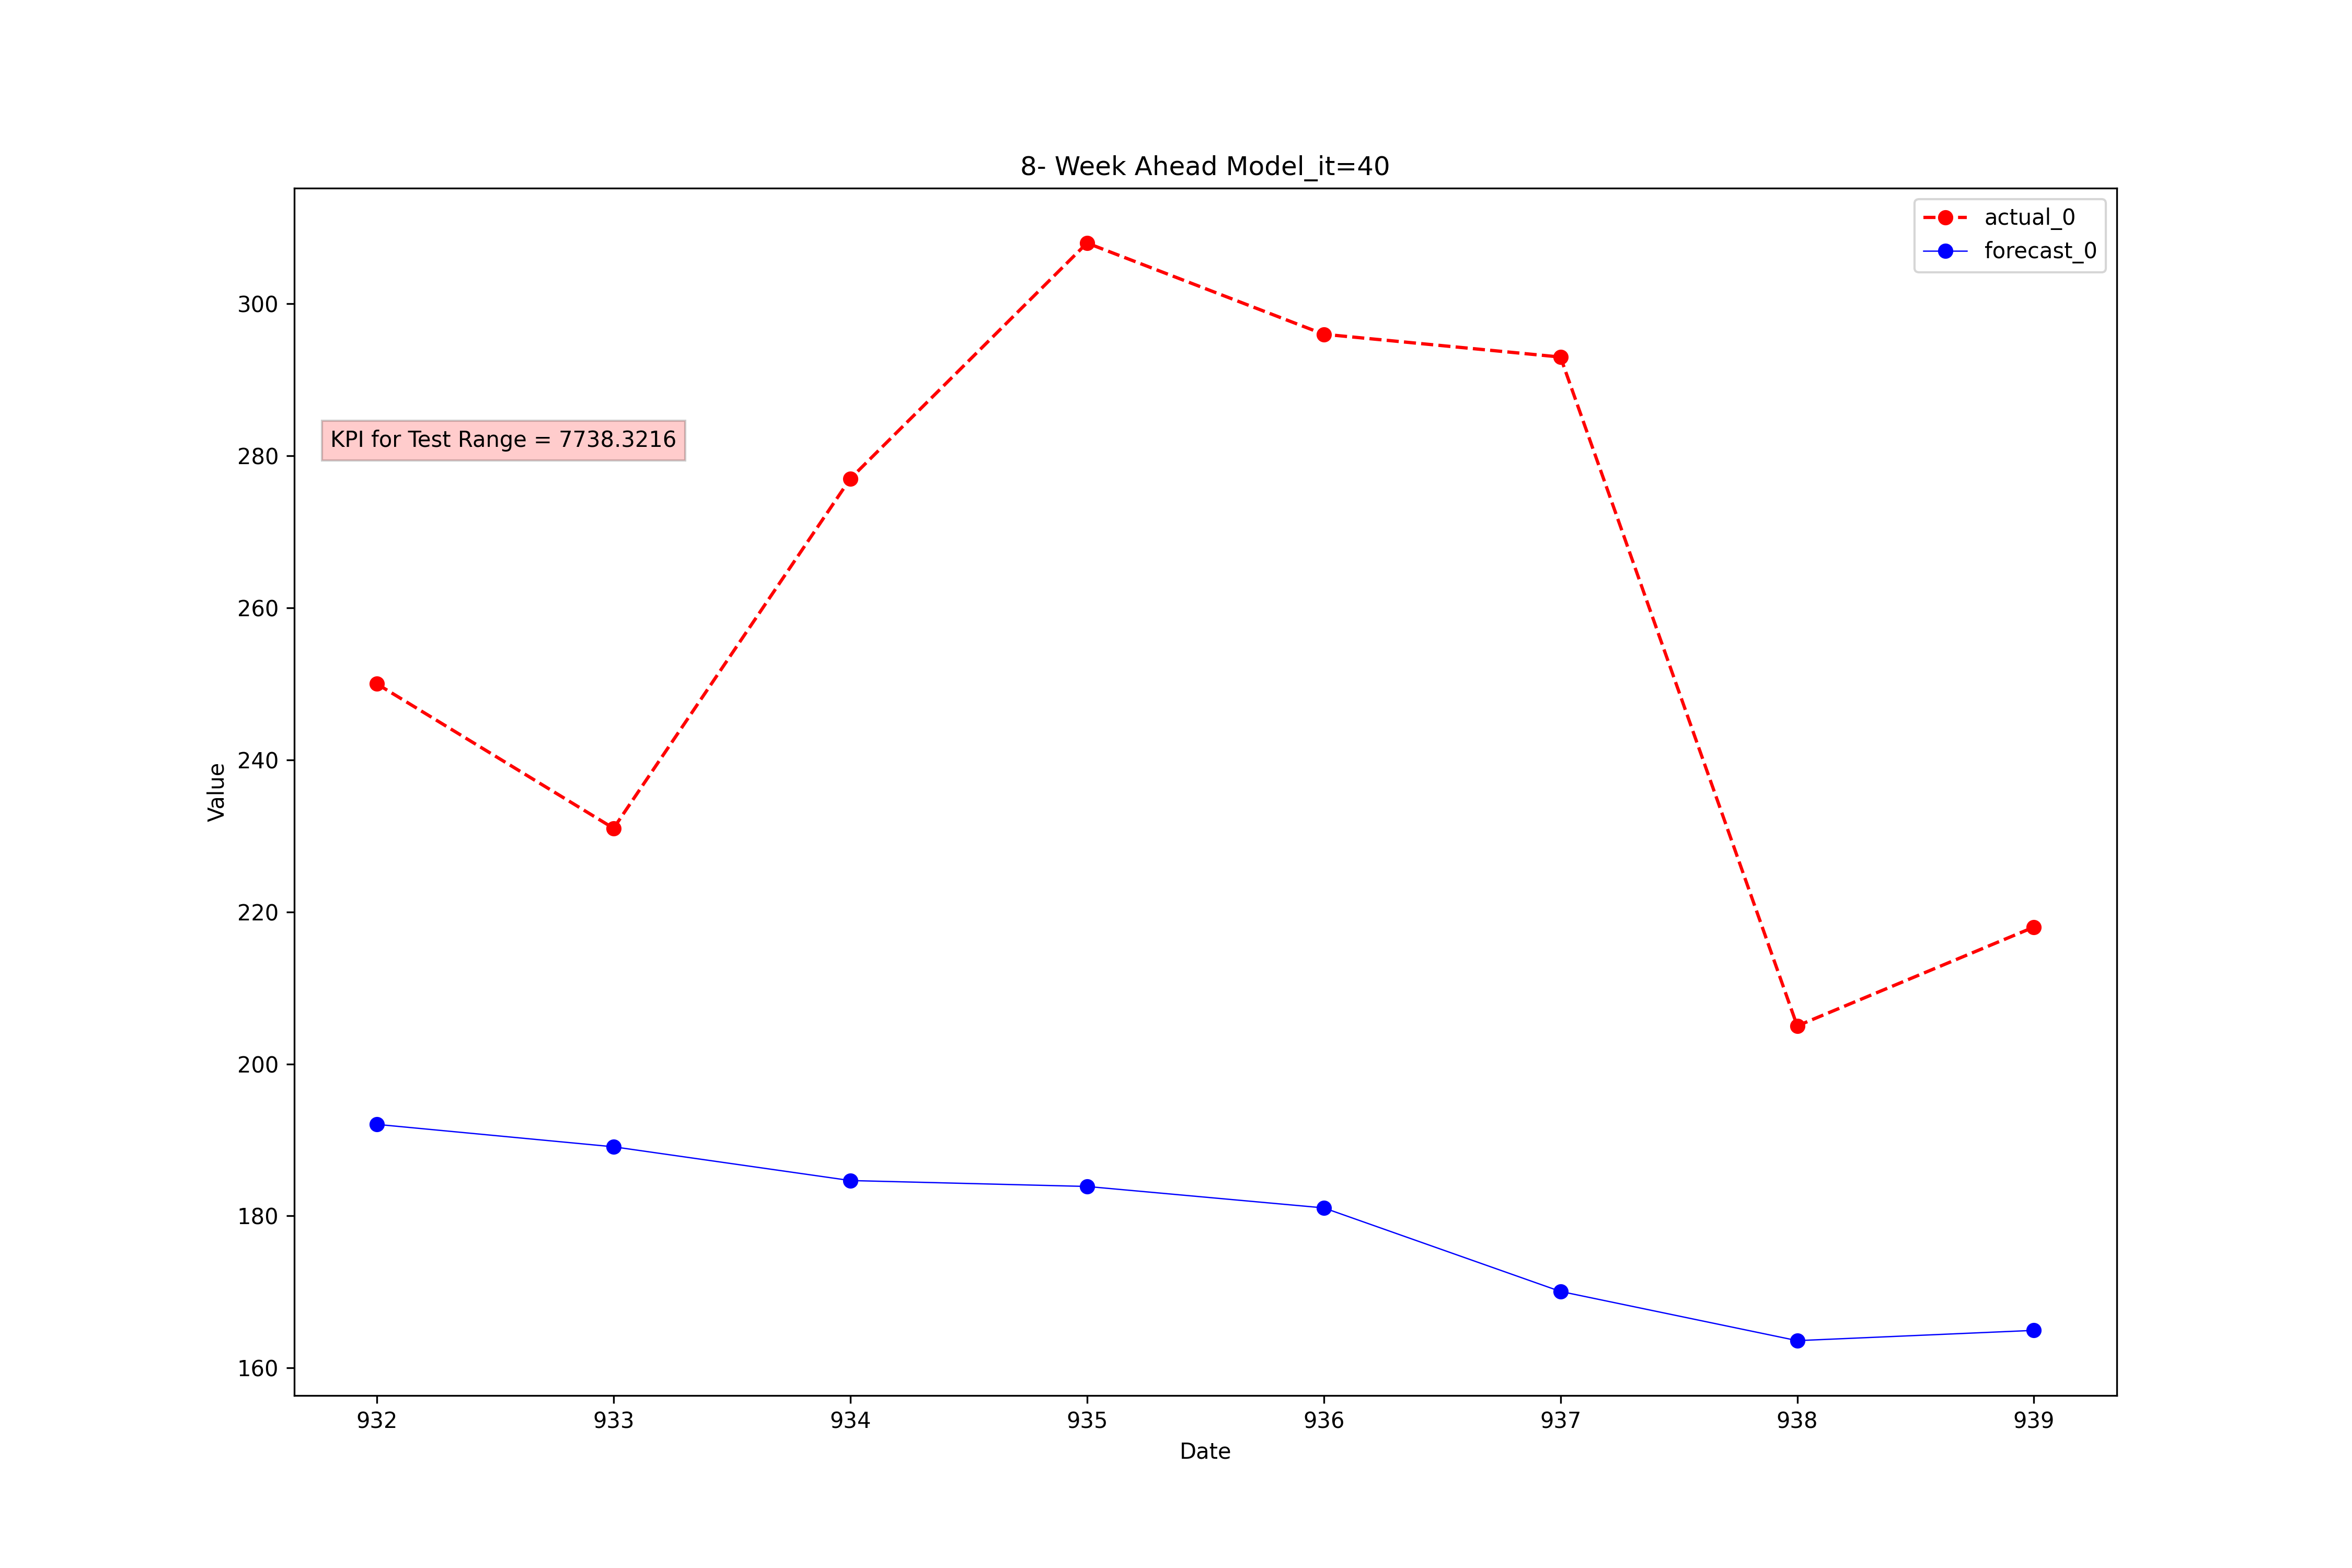 8- Week Ahead Model_it=40
actual_0
forecast_0
KPI for Test Range = 7738.3216
Value
300
280
260
240
220
200
180
160
932 933 934 935 936 937 938 939
Date